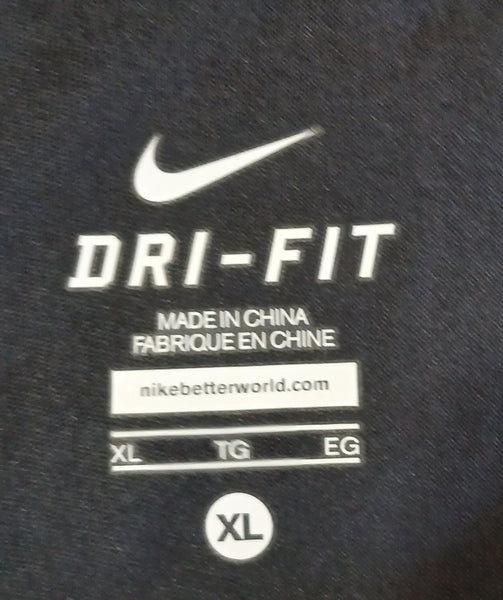 DRI-FIT
MADE IN CHINA
FABRIQUE EN CHINE
nikebetterworld.com
XL TG EG
XL